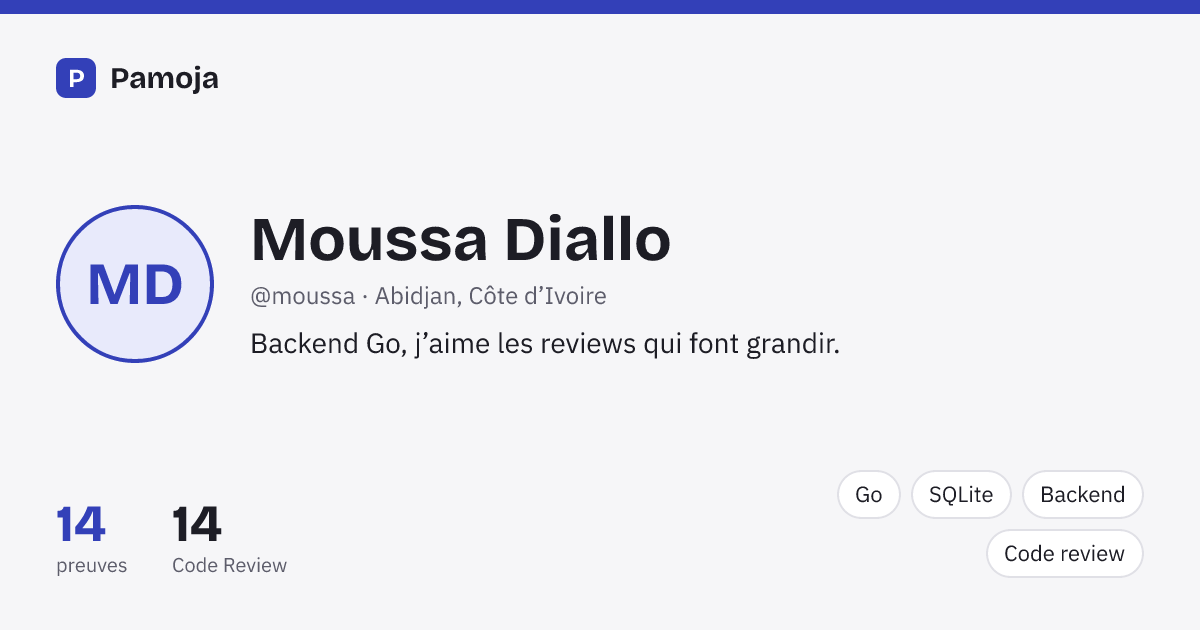 P Pamoja
MD
Moussa Diallo
@moussa · Abidjan, Côte d’Ivoire
Backend Go, j’aime les reviews qui font grandir.
14
preuves
14
Code Review
Go
SQLite
Backend
Code review